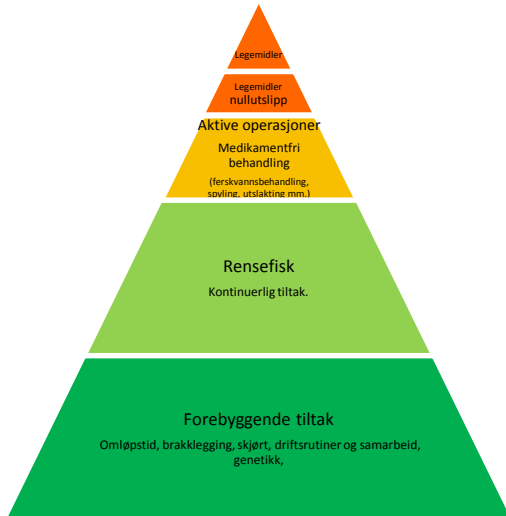 Legemidler
Legemidler
nullutslipp
Aktive operasjoner
Medikamentfri
behandling
(ferskvannsbehandling,
spyling, utslakting mm.)
Rensefisk
Kontinuerlig tiltak.
Forebyggende tiltak
Omløpstid, brakklegging, skjørt, driftsrutiner og samarbeid,
genetikk,